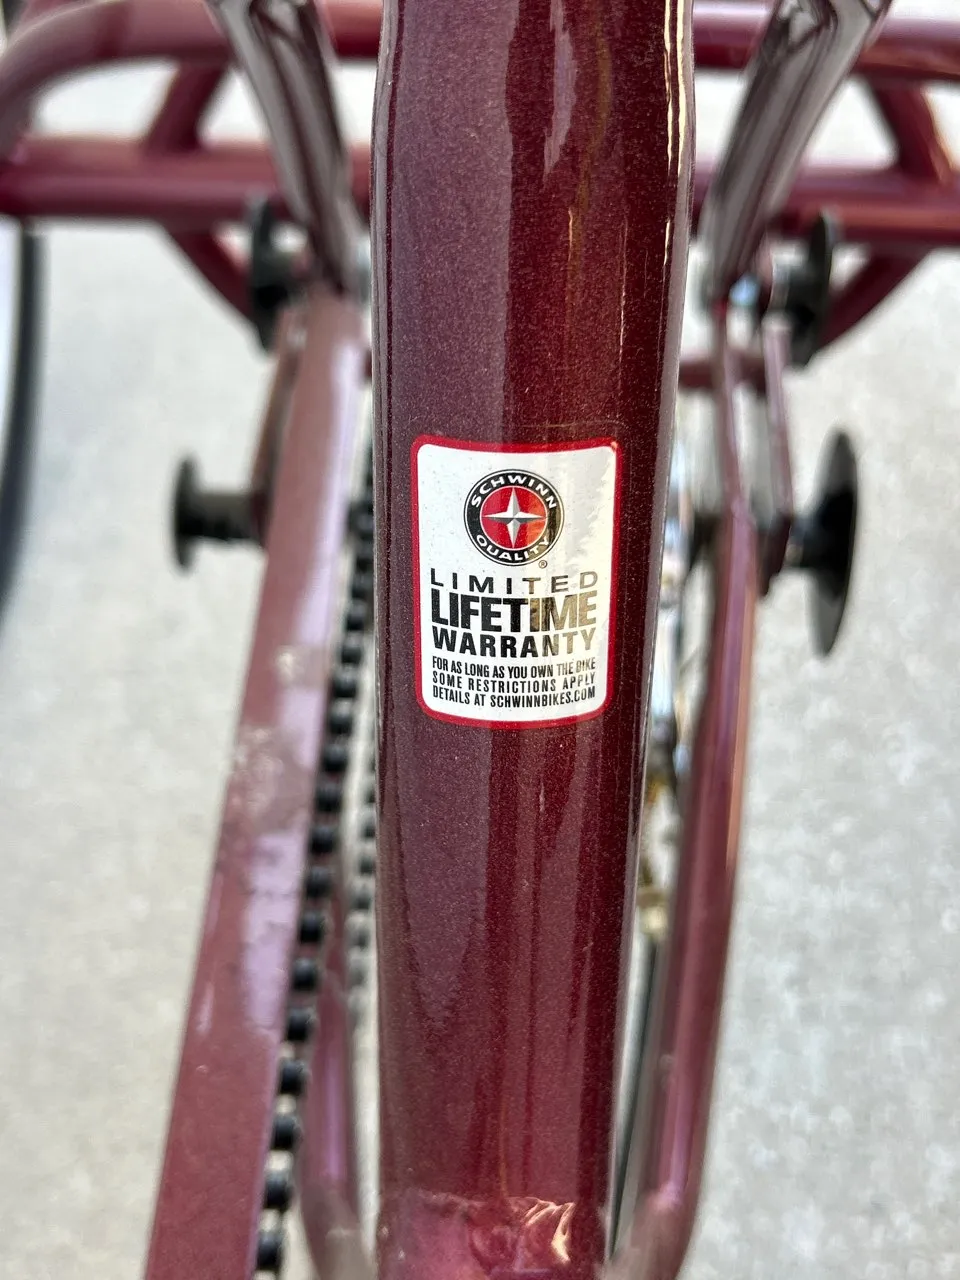 SCHWINN
QUALITY
®
LIMITED
LIFETIME
WARRANTY
FOR AS LONG AS YOU OWN THE BIKE
SOME RESTRICTIONS APPLY
DETAILS AT SCHWINNBIKES.COM